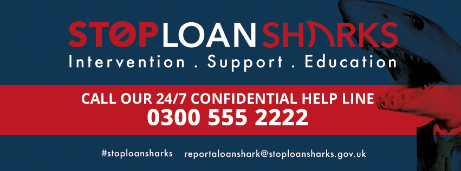 STOPLOANSHARKS
Intervention . Support . Education
CALL OUR 24/7 CONFIDENTIAL HELP LINE
0300 555 2222
#stoploansharks reportaloanshark@stoploansharks.gov.uk